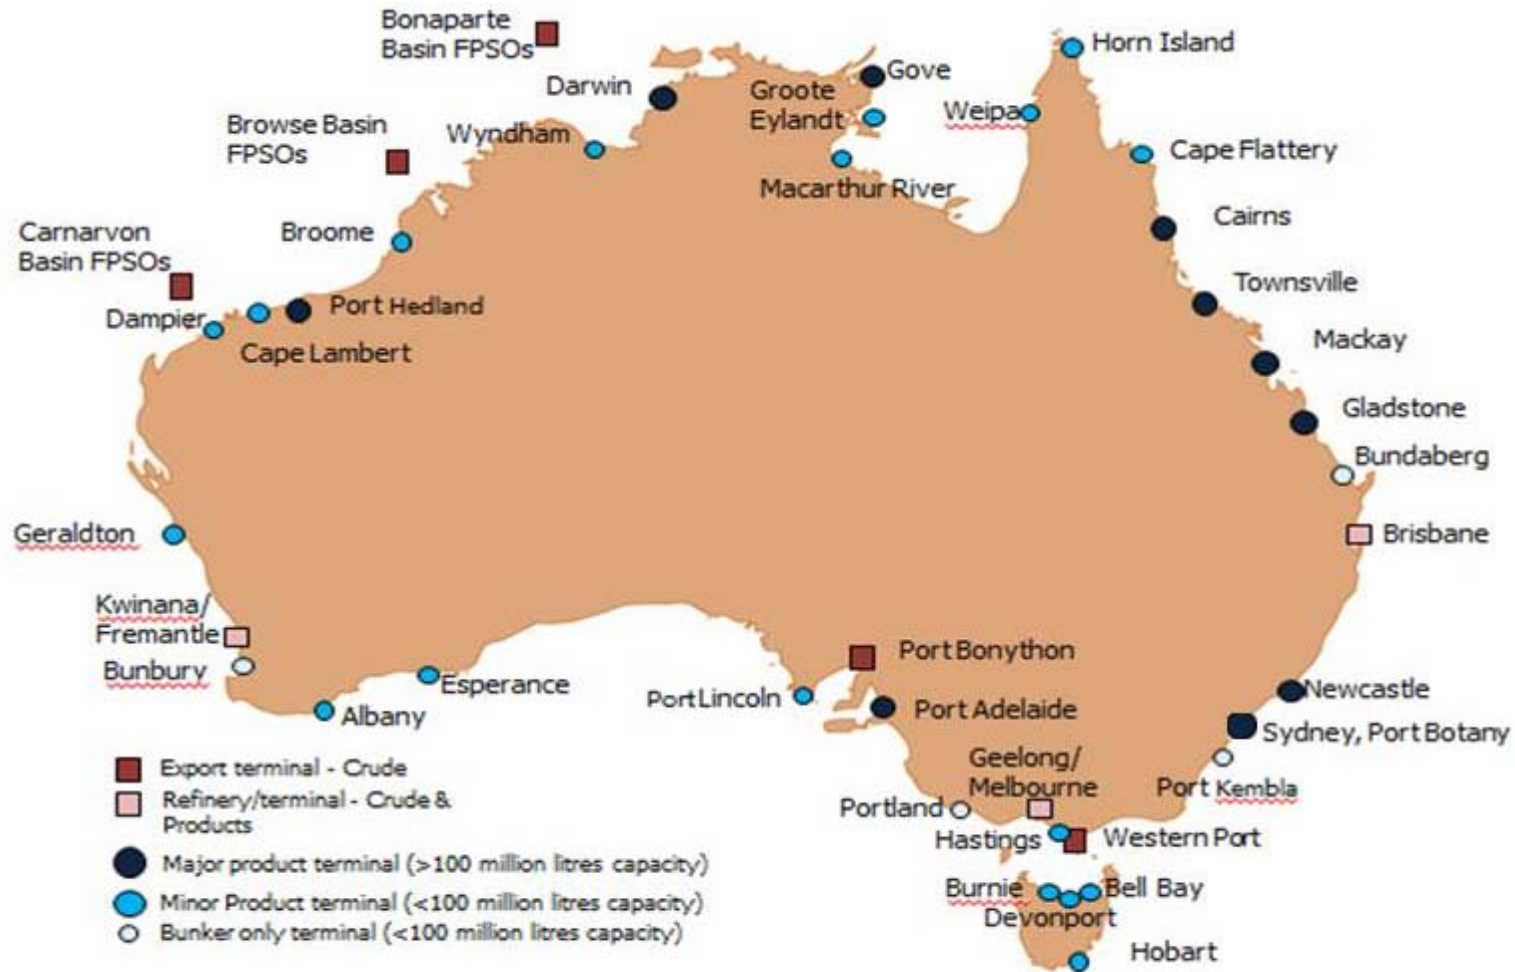 Bonaparte
Basin FPSOs
Horn Island
Gove
Darwin
Groote
Eylandt
Weipa
Browse Basin
FPSOs
Wyndham
Cape Flattery
Macarthur River
Cairns
Carnarvon
Basin FPSOs
Broome
Townsville
Dampier
Port Hedland
Cape Lambert
Mackay
Gladstone
Bundaberg
Geraldton
Brisbane
Kwinana/
Fremantle
Bunbury
Port Bonython
Esperance
Port Lincoln
Newcastle
Albany
Port Adelaide
Sydney, Port Botany
Geelong/
Melbourne
Port Kembla
Portland
Hastings
Western Port
Burnie
Bell Bay
Devonport
Hobart
Export terminal - Crude
Refinery/terminal - Crude &
Products
Major product terminal (>100 million litres capacity)
Minor Product terminal (<100 million litres capacity)
Bunker only terminal (<100 million litres capacity)